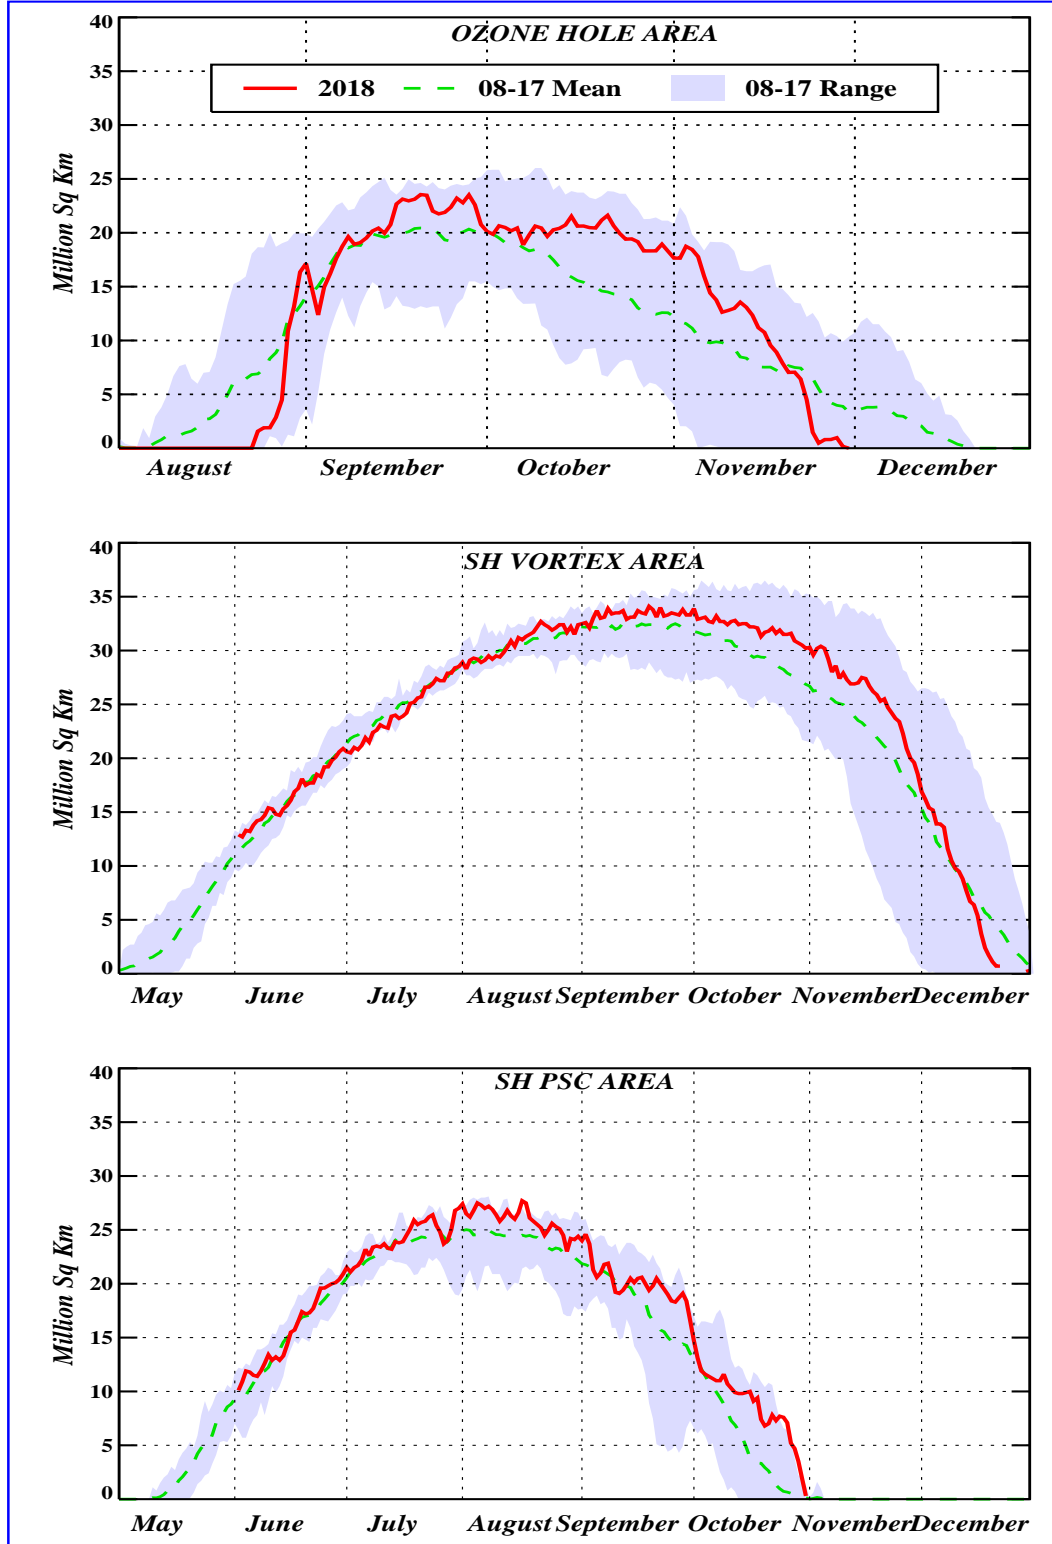 OZONE HOLE AREA
2018 08-17 Mean 08-17 Range
40
35
30
25
20
15
10
5
0
Million Sq Km
August September October November December
SH VORTEX AREA
40
35
30
25
20
15
10
5
0
Million Sq Km
May June July August September October November December
SH PSC AREA
40
35
30
25
20
15
10
5
0
Million Sq Km
May June July August September October November December